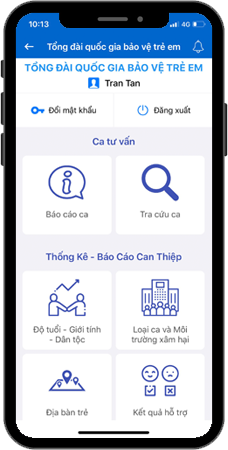 10:13
4G
Tổng đài quốc gia bảo vệ trẻ em
TỔNG ĐÀI QUỐC GIA BẢO VỆ TRẺ EM
Tran Tan
Đổi mật khẩu
Đăng xuất
Ca tư vấn
Báo cáo ca
Tra cứu ca
Thống Kê - Báo Cáo Can Thiệp
Độ tuổi - Giới tính
- Dân tộc
Loại ca và Môi
trường xâm hại
Địa bàn trẻ
Kết quả hỗ trợ